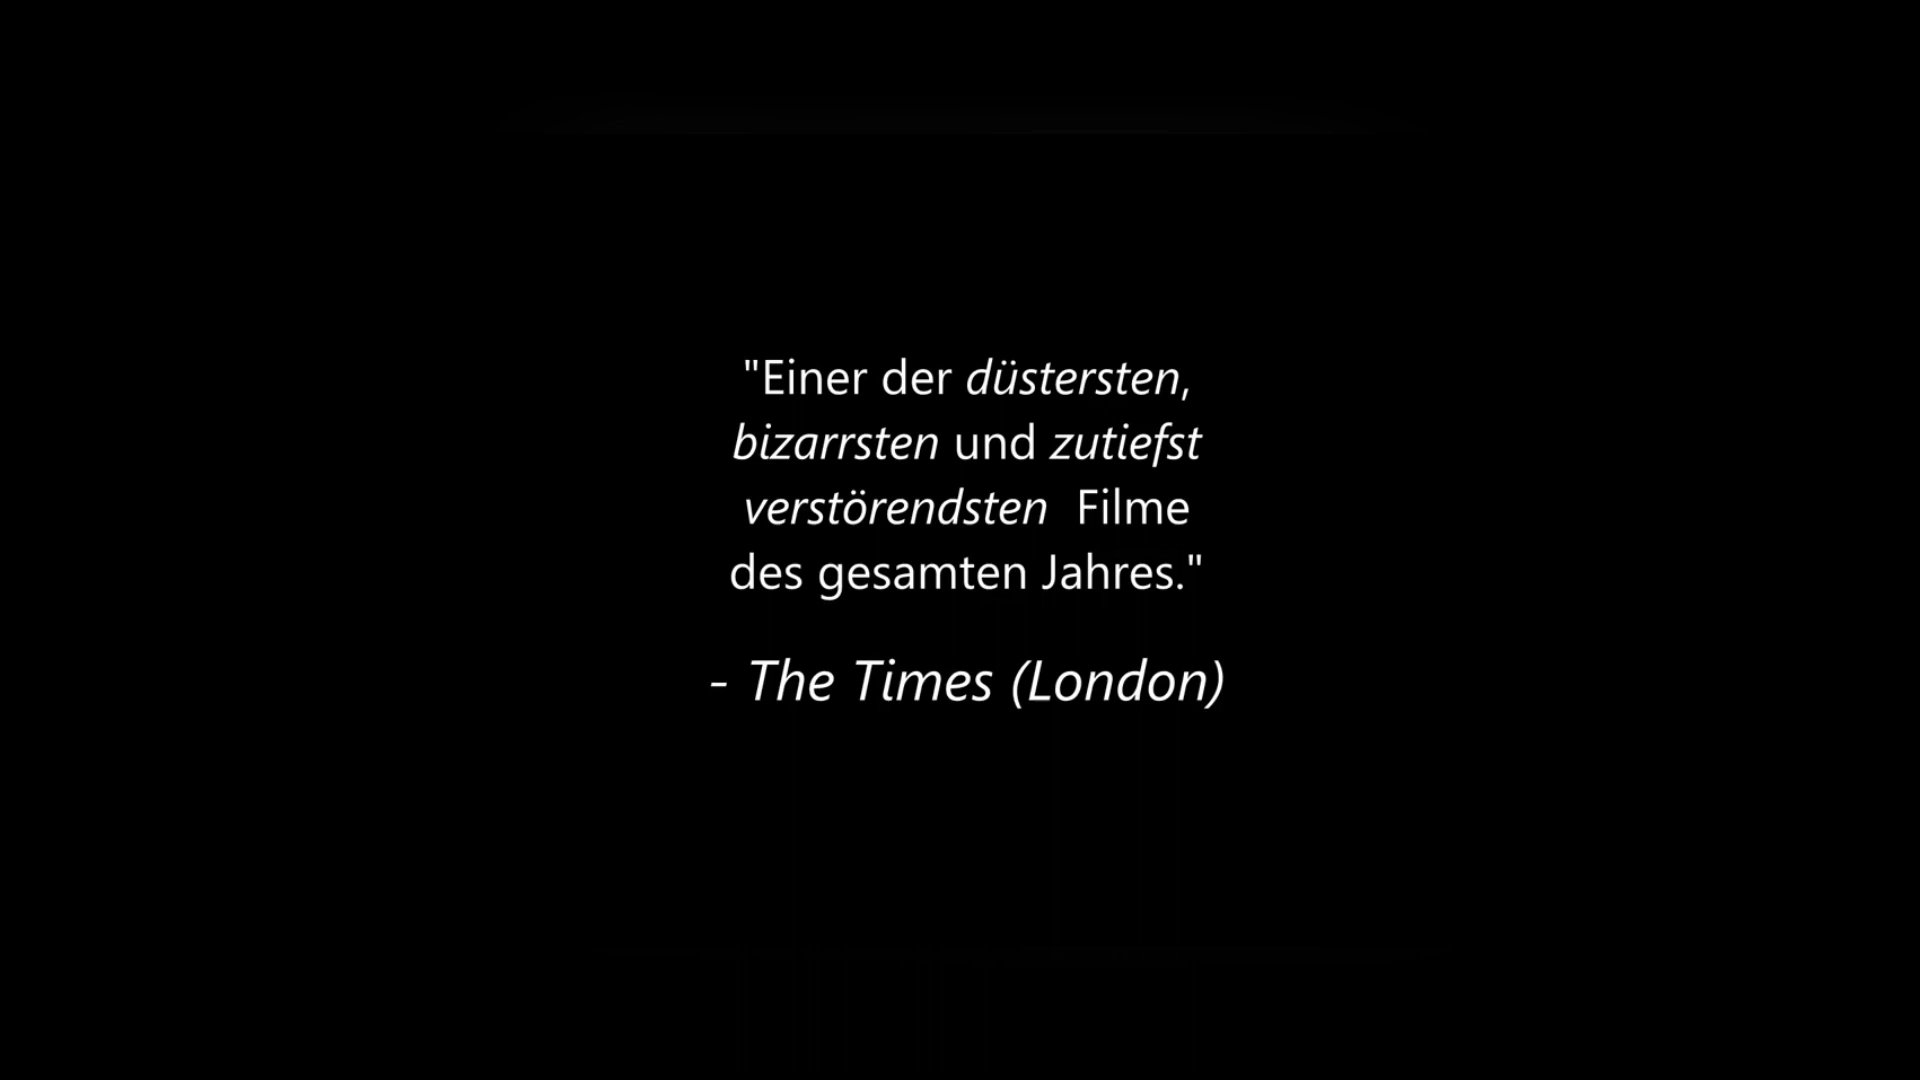 "Einer der düstersten,
bizarrsten und zutiefst
verstörendsten Filme
des gesamten Jahres."
- The Times (London)